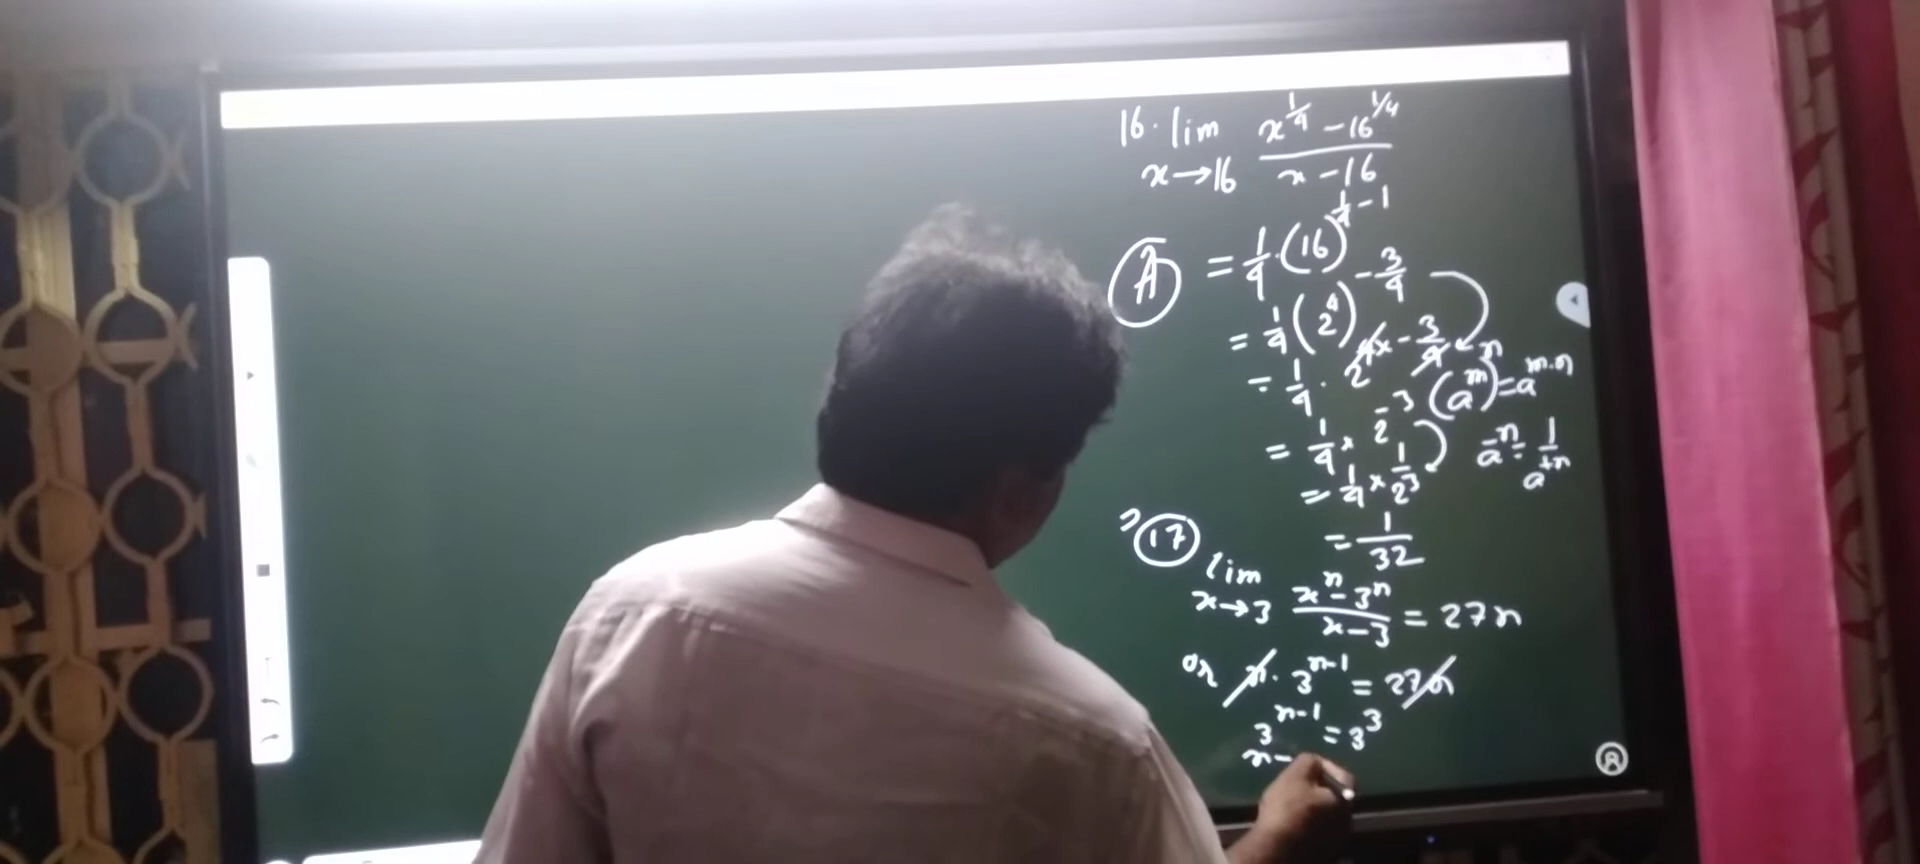 16. lim x→16 (x^{1/4} - 16^{1/4})/(x - 16)
(A) = 1/4 · (16)^{1/4 - 1}
= 1/4 (2^4)^{-3/4}
= 1/4 · 2^{4 × -3/4} (a^m)^n = a^{m·n}
= 1/4 × 2^{-3} a^{-n} = 1/a^{+n}
= 1/4 × 1/2^3
= 1/32
(17)
lim x→3 (x^n - 3^n)/(x - 3) = 27n
or n · 3^{n-1} = 27n
3^{n-1} = 3^3
n -